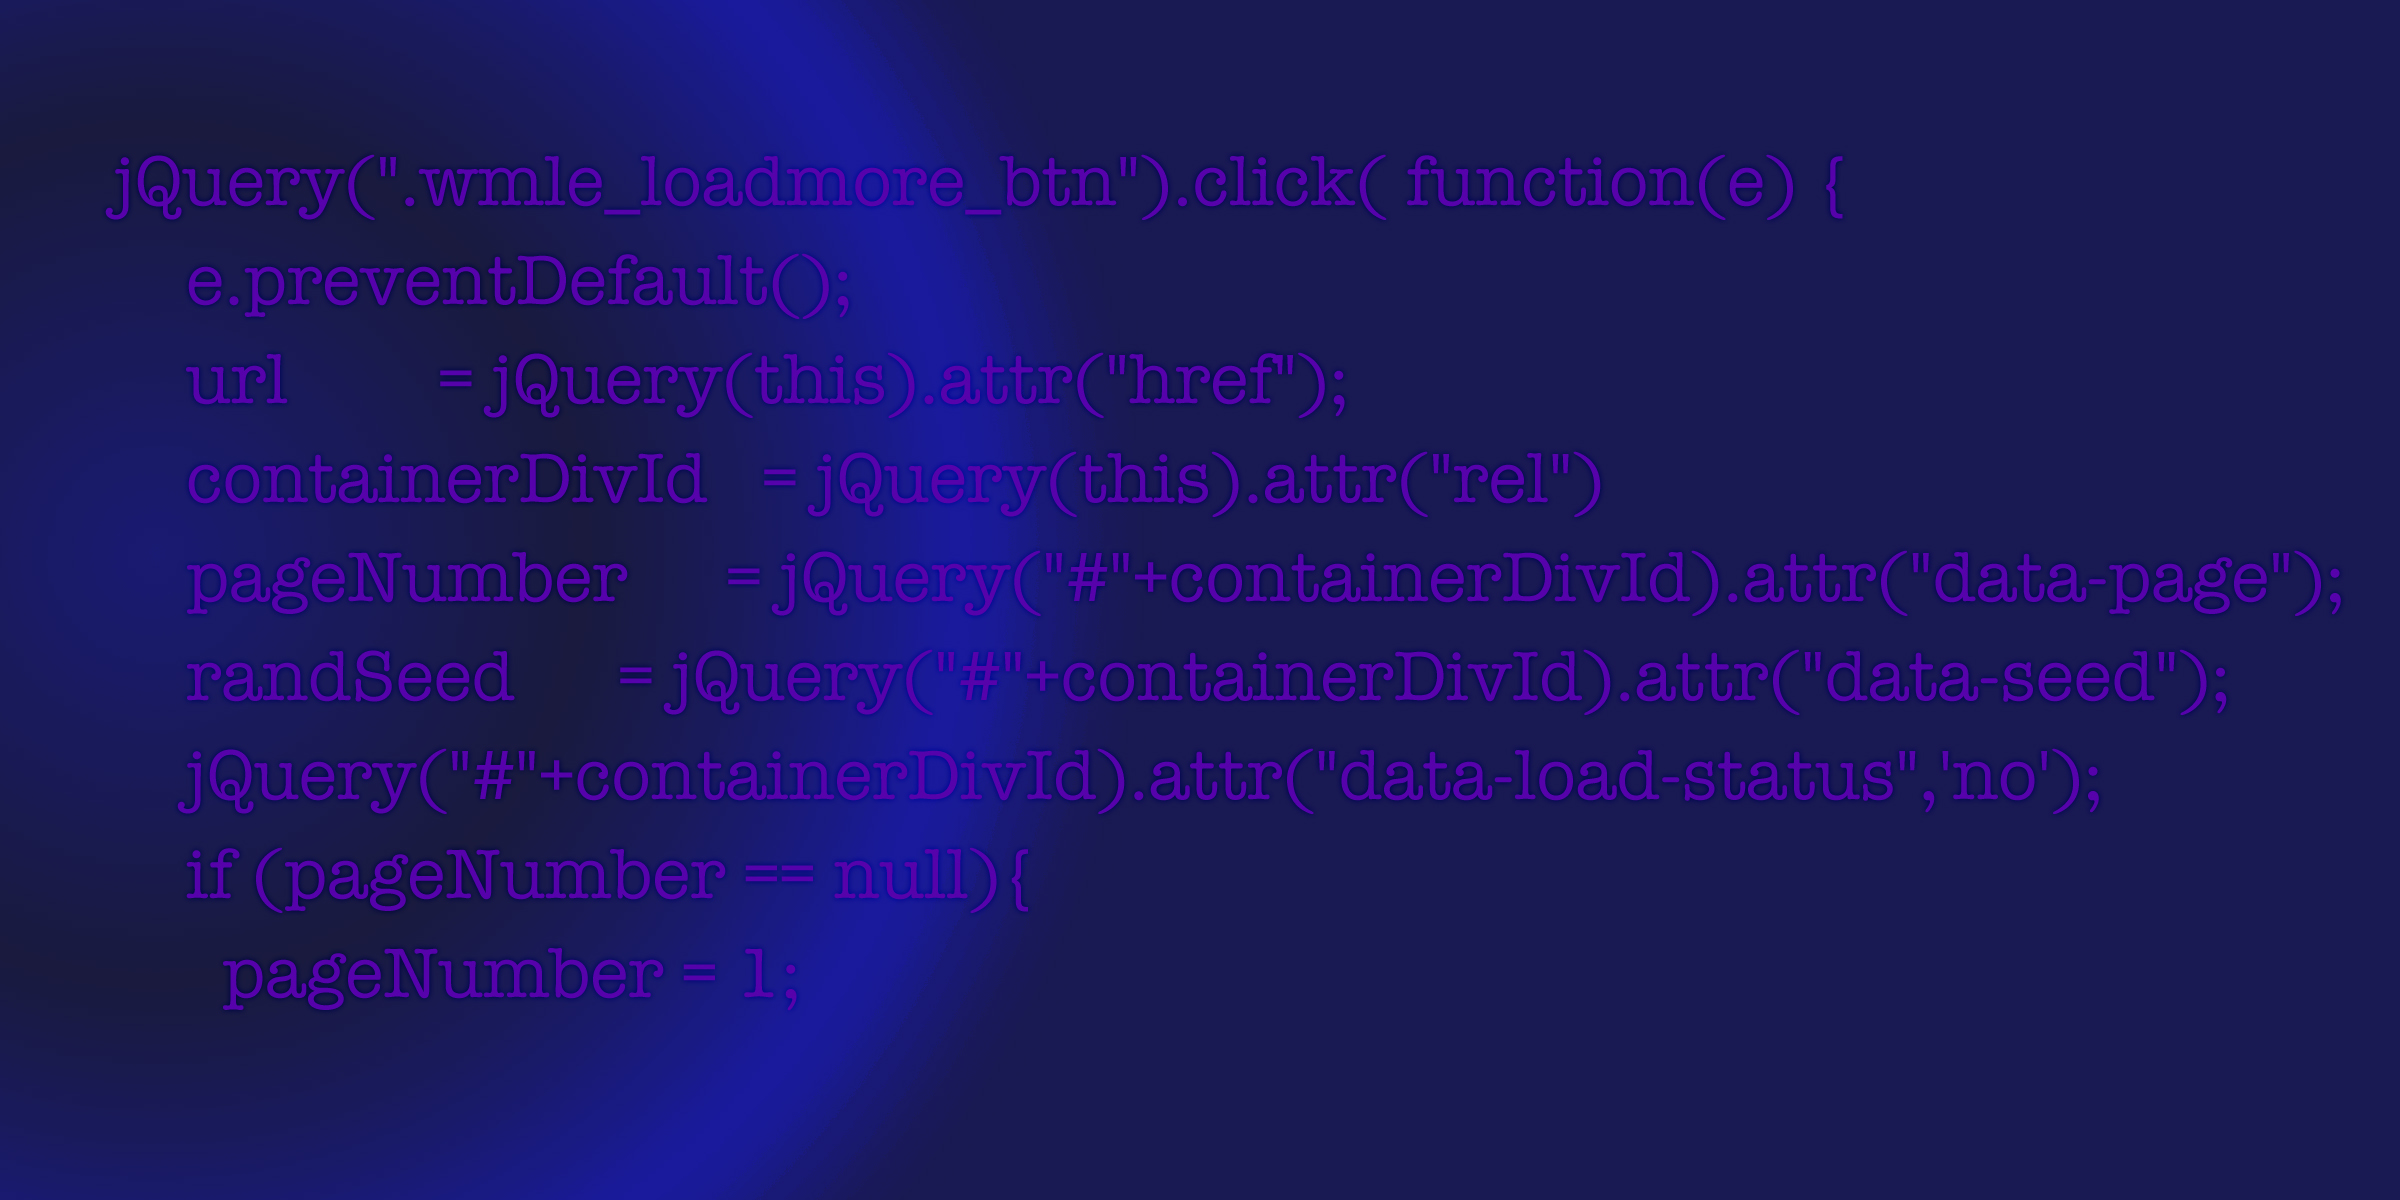 jQuery(".wmle_loadmore_btn").click( function(e) {
    e.preventDefault();
    url        = jQuery(this).attr("href");
    containerDivId   = jQuery(this).attr("rel")
    pageNumber     = jQuery("#"+containerDivId).attr("data-page");
    randSeed      = jQuery("#"+containerDivId).attr("data-seed");
    jQuery("#"+containerDivId).attr("data-load-status",'no');
    if (pageNumber == null){
      pageNumber = 1;